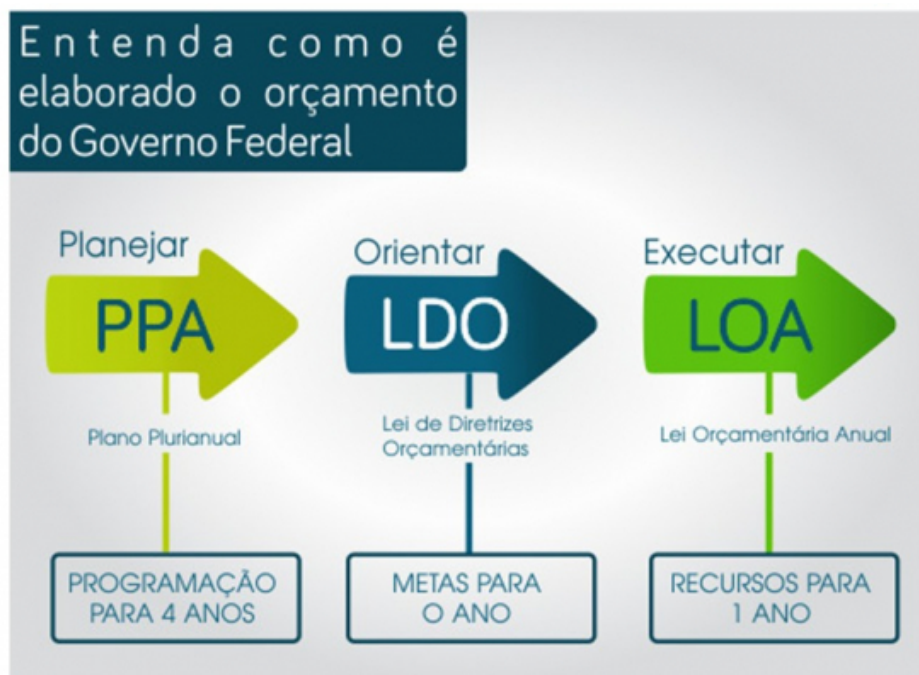 Entenda como é
elaborado o orçamento
do Governo Federal
Planejar
PPA
Plano Plurianual
PROGRAMAÇÃO
PARA 4 ANOS
Orientar
LDO
Lei de Diretrizes
Orçamentárias
METAS PARA
O ANO
Executar
LOA
Lei Orçamentária Anual
RECURSOS PARA
1 ANO